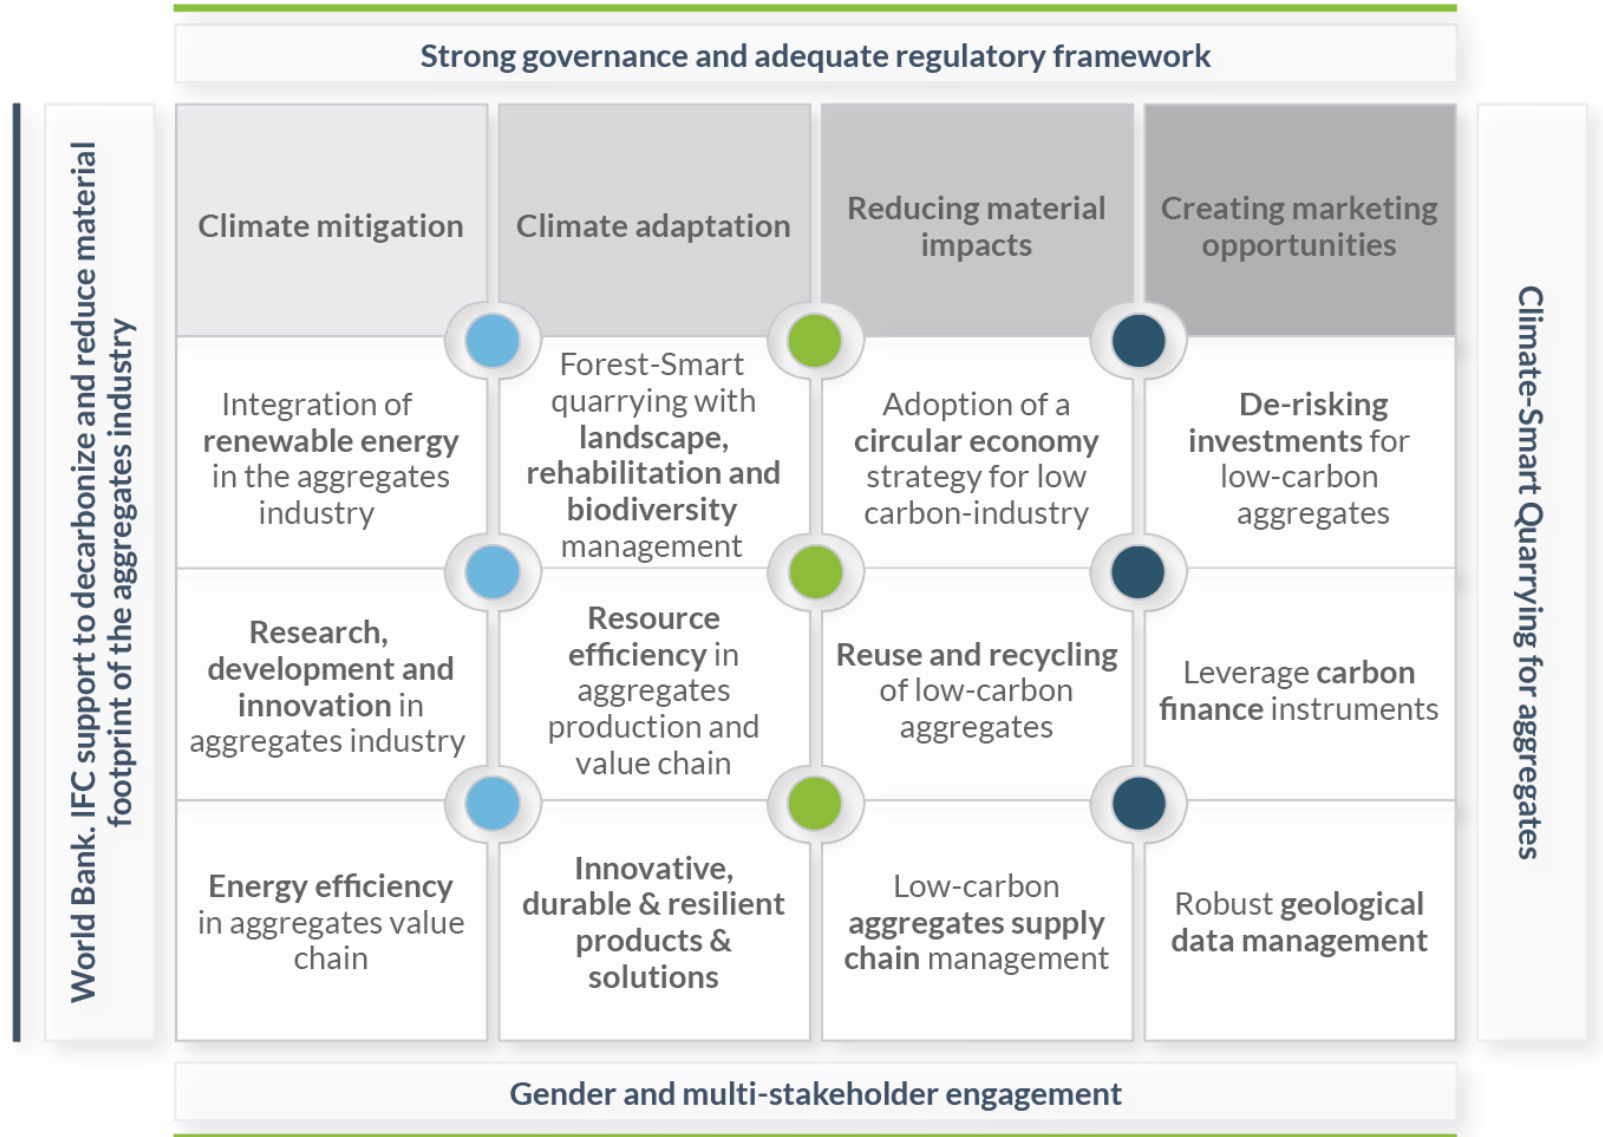 Strong governance and adequate regulatory framework
World Bank. IFC support to decarbonize and reduce material
footprint of the aggregates industry
Climate mitigation
Climate adaptation
Reducing material
impacts
Creating marketing
opportunities
Integration of
renewable energy
in the aggregates
industry
Forest-Smart
quarrying with
landscape,
rehabilitation and
biodiversity
management
Adoption of a
circular economy
strategy for low
carbon-industry
De-risking
investments for
low-carbon
aggregates
Research,
development and
innovation in
aggregates industry
Resource
efficiency in
aggregates
production and
value chain
Reuse and recycling
of low-carbon
aggregates
Leverage carbon
finance instruments
Energy efficiency
in aggregates value
chain
Innovative,
durable & resilient
products &
solutions
Low-carbon
aggregates supply
chain management
Robust geological
data management
Climate-Smart Quarrying for aggregates
Gender and multi-stakeholder engagement